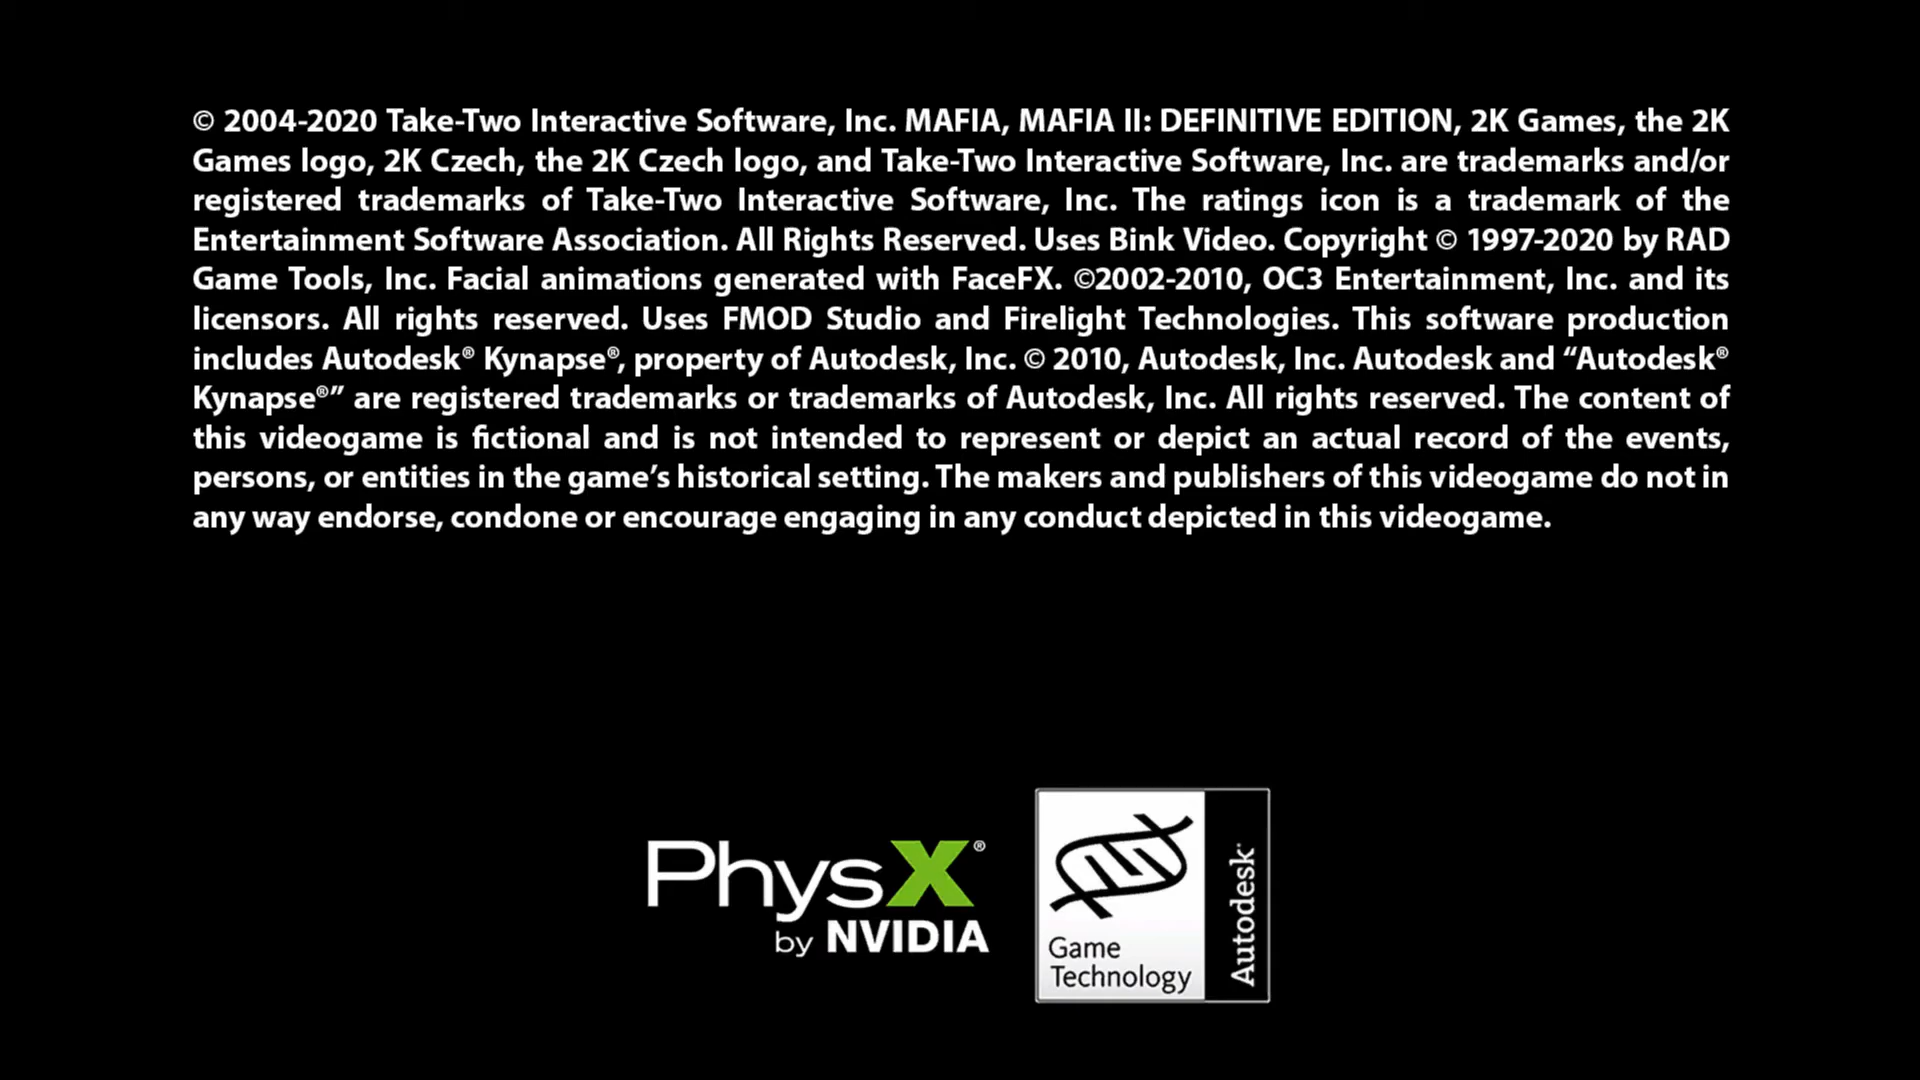 © 2004-2020 Take-Two Interactive Software, Inc. MAFIA, MAFIA II: DEFINITIVE EDITION, 2K Games, the 2K
Games logo, 2K Czech, the 2K Czech logo, and Take-Two Interactive Software, Inc. are trademarks and/or
registered trademarks of Take-Two Interactive Software, Inc. The ratings icon is a trademark of the
Entertainment Software Association. All Rights Reserved. Uses Bink Video. Copyright © 1997-2020 by RAD
Game Tools, Inc. Facial animations generated with FaceFX. ©2002-2010, OC3 Entertainment, Inc. and its
licensors. All rights reserved. Uses FMOD Studio and Firelight Technologies. This software production
includes Autodesk® Kynapse®, property of Autodesk, Inc. © 2010, Autodesk, Inc. Autodesk and “Autodesk®
Kynapse®” are registered trademarks or trademarks of Autodesk, Inc. All rights reserved. The content of
this videogame is fictional and is not intended to represent or depict an actual record of the events,
persons, or entities in the game’s historical setting. The makers and publishers of this videogame do not in
any way endorse, condone or encourage engaging in any conduct depicted in this videogame.
PhysX®
by NVIDIA
Game
Technology
Autodesk®